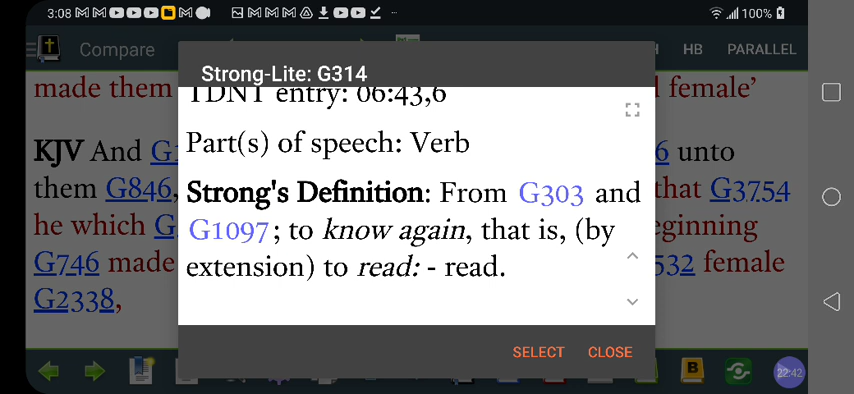 3:08
100%
Compare
HB PARALLEL
Strong-Lite: G314
made them
female’
TDNT entry: 06:43,6
Part(s) of speech: Verb
KJV And
unto
them G846,
that G3754
he which
G746 made
female
G2338,
Strong's Definition: From G303 and
G1097; to know again, that is, (by
extension) to read: - read.
SELECT CLOSE
B
22:42